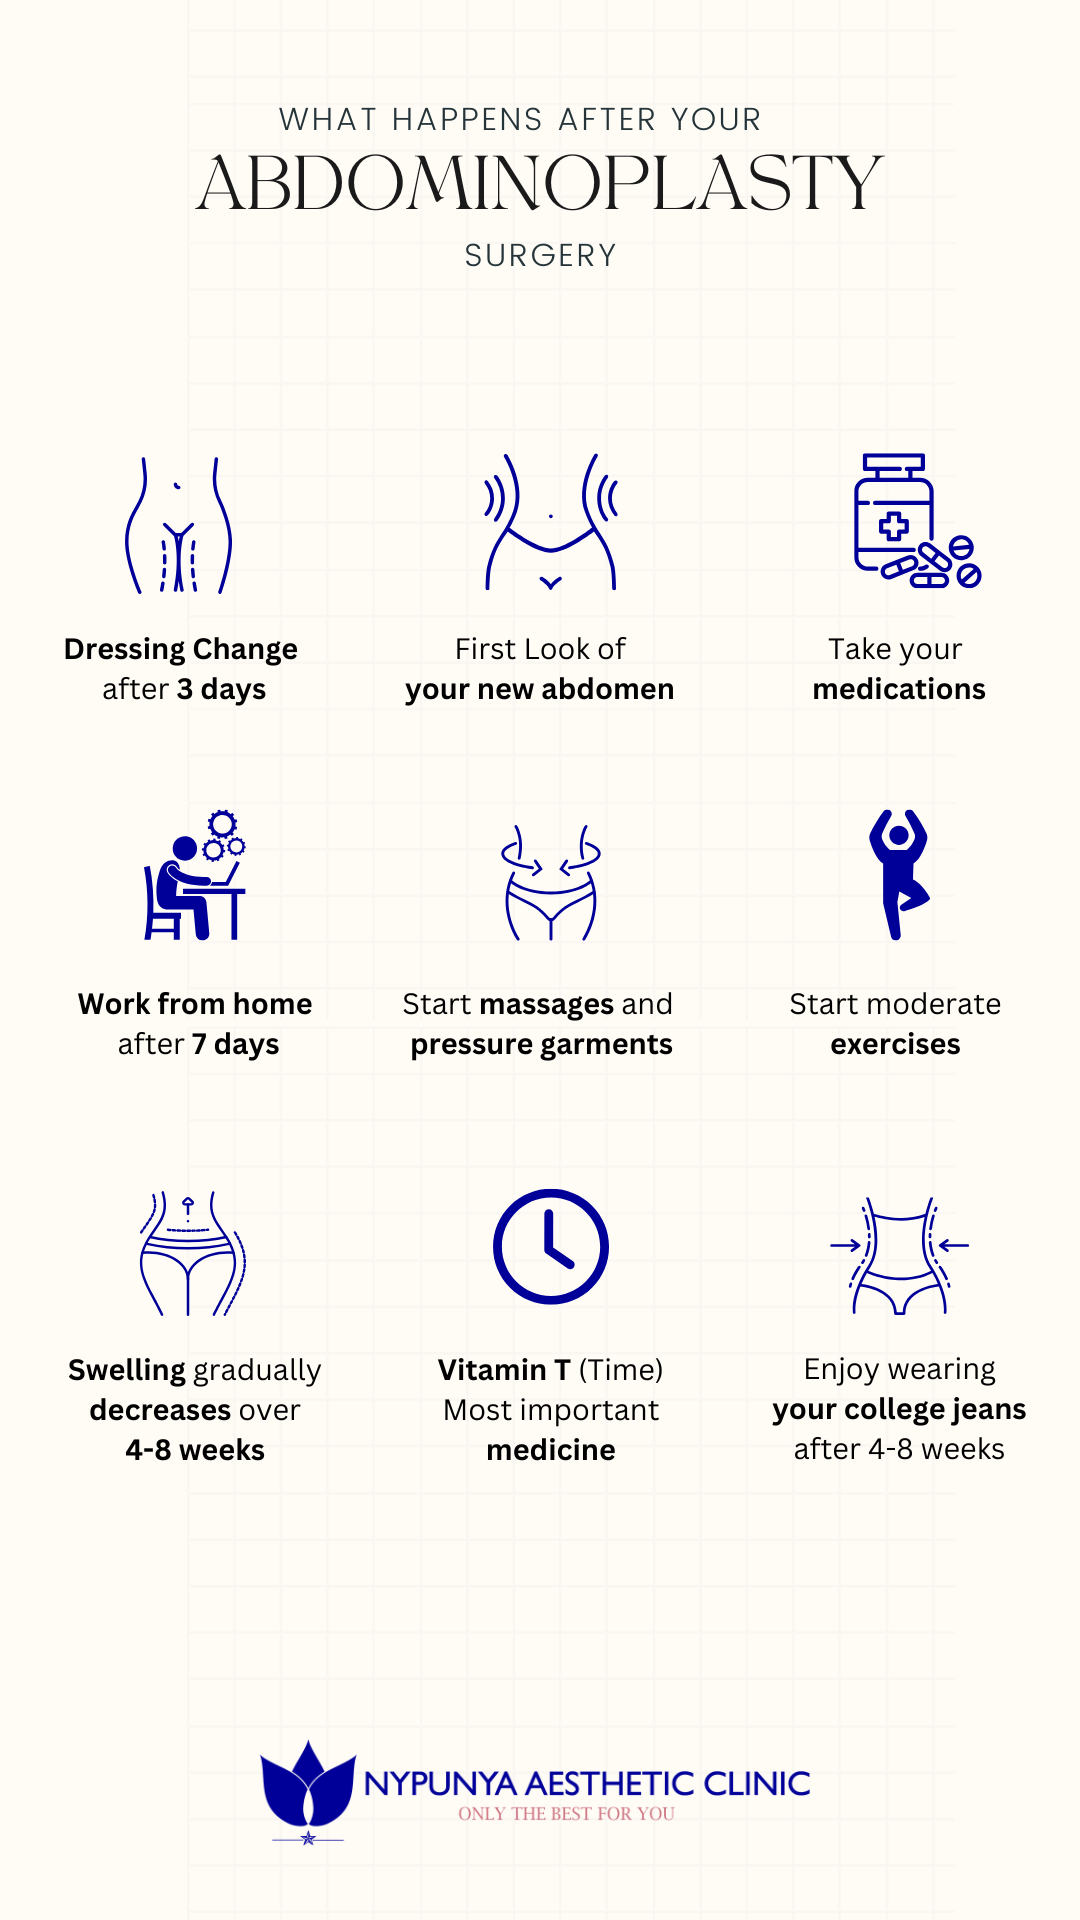 WHAT HAPPENS AFTER YOUR
ABDOMINOPLASTY
SURGERY
Dressing Change
after 3 days
First Look of
your new abdomen
Take your
medications
Work from home
after 7 days
Start massages and
pressure garments
Start moderate
exercises
Swelling gradually
decreases over
4-8 weeks
Vitamin T (Time)
Most important
medicine
Enjoy wearing
your college jeans
after 4-8 weeks
NYPUNYA AESTHETIC CLINIC
ONLY THE BEST FOR YOU